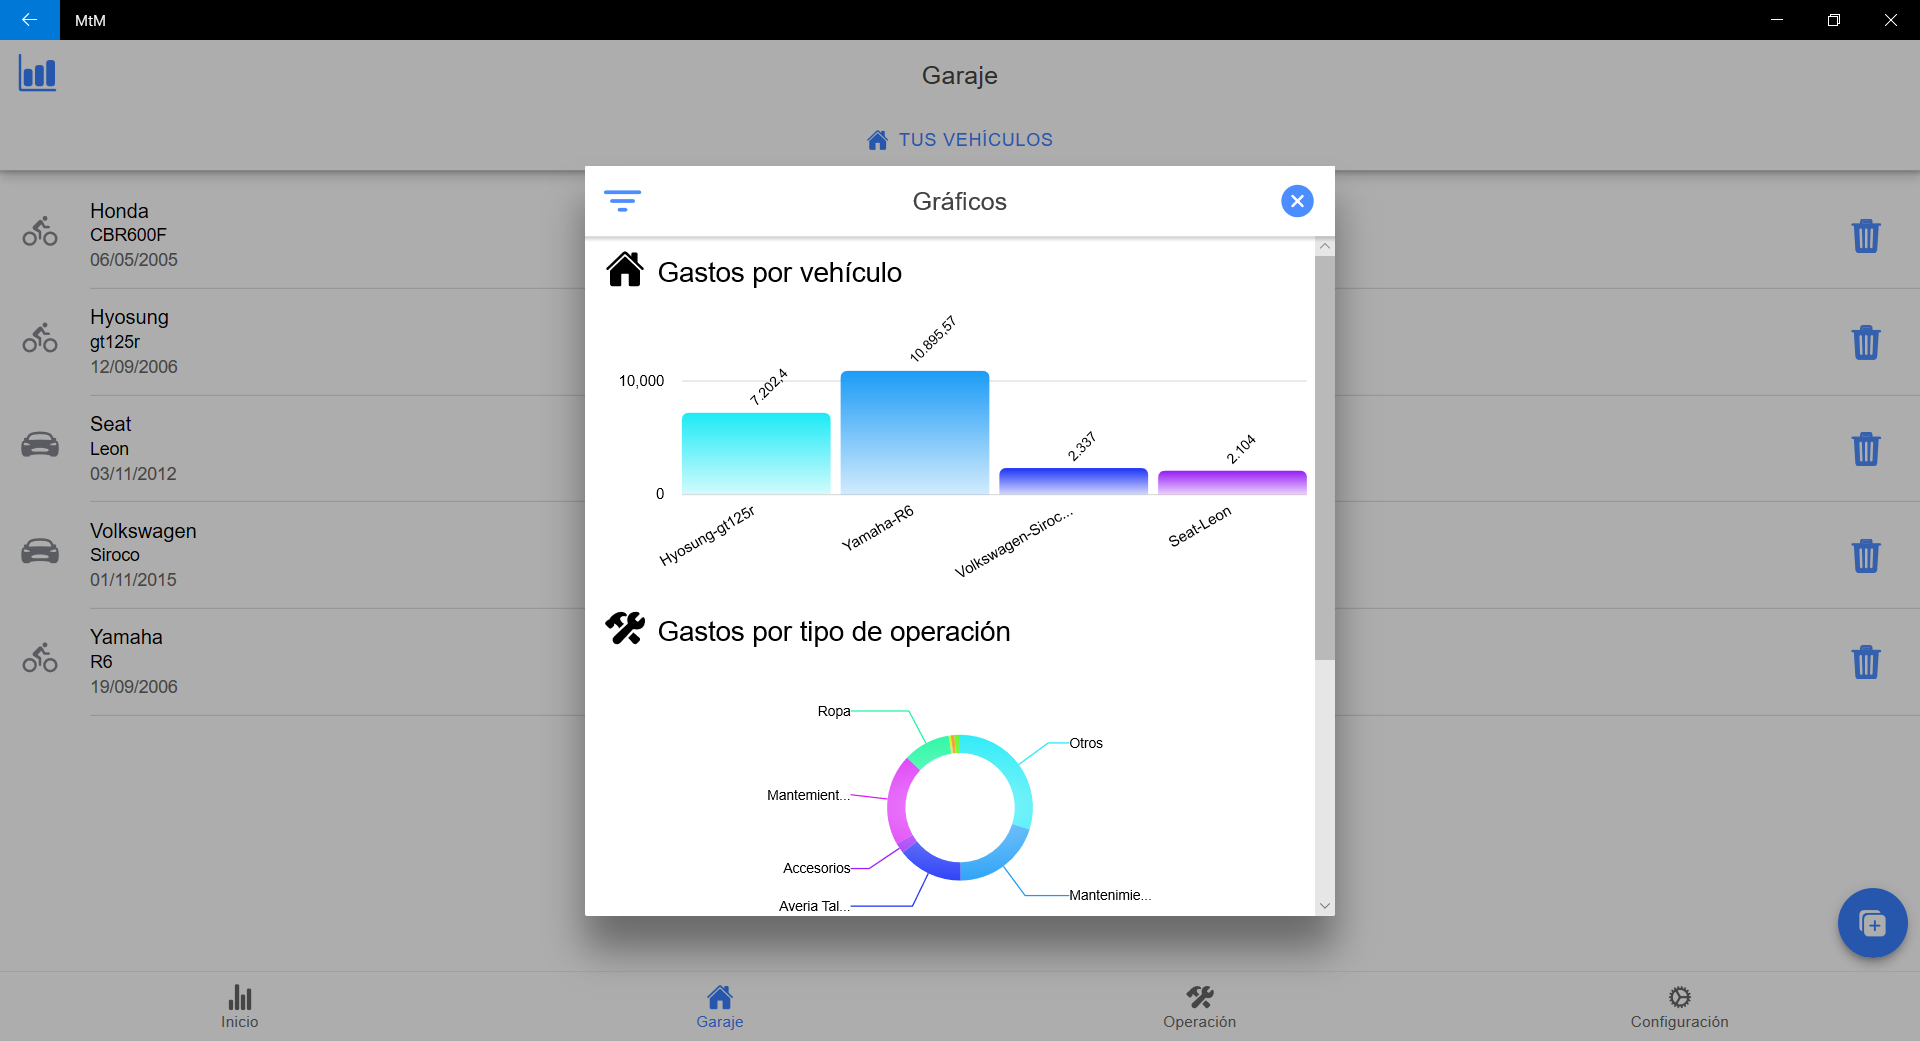 MtM
Garaje
TUS VEHÍCULOS
Honda
CBR600F
06/05/2005
Hyosung
gt125r
12/09/2006
Seat
Leon
03/11/2012
Volkswagen
Siroco
01/11/2015
Yamaha
R6
19/09/2006
Gráficos
Gastos por vehículo
10,000
0
7.202,4
10.895,57
2.337
2.104
Hyosung-gt125r
Yamaha-R6
Volkswagen-Siroc...
Seat-Leon
Gastos por tipo de operación
Ropa
Otros
Mantemient...
Accesorios
Mantenimie...
Averia Tal...
Inicio
Garaje
Operación
Configuración